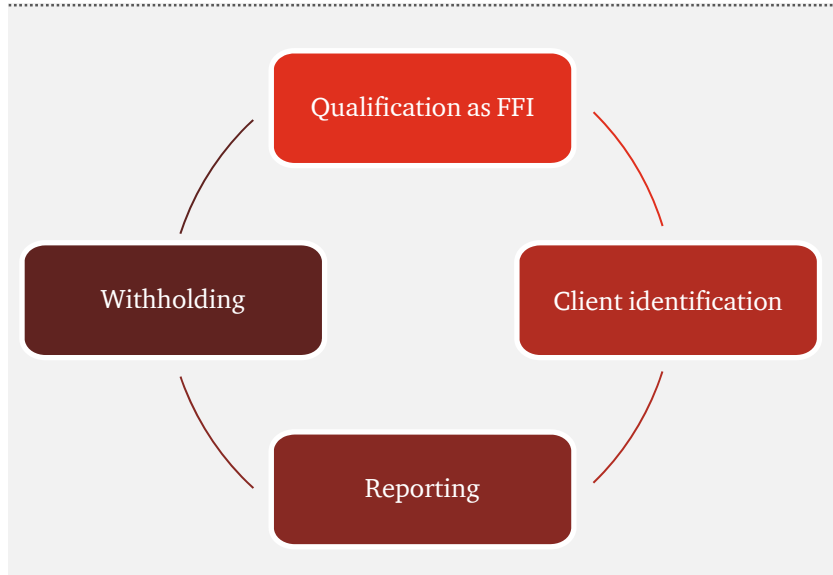 Qualification as FFI
Withholding
Client identification
Reporting